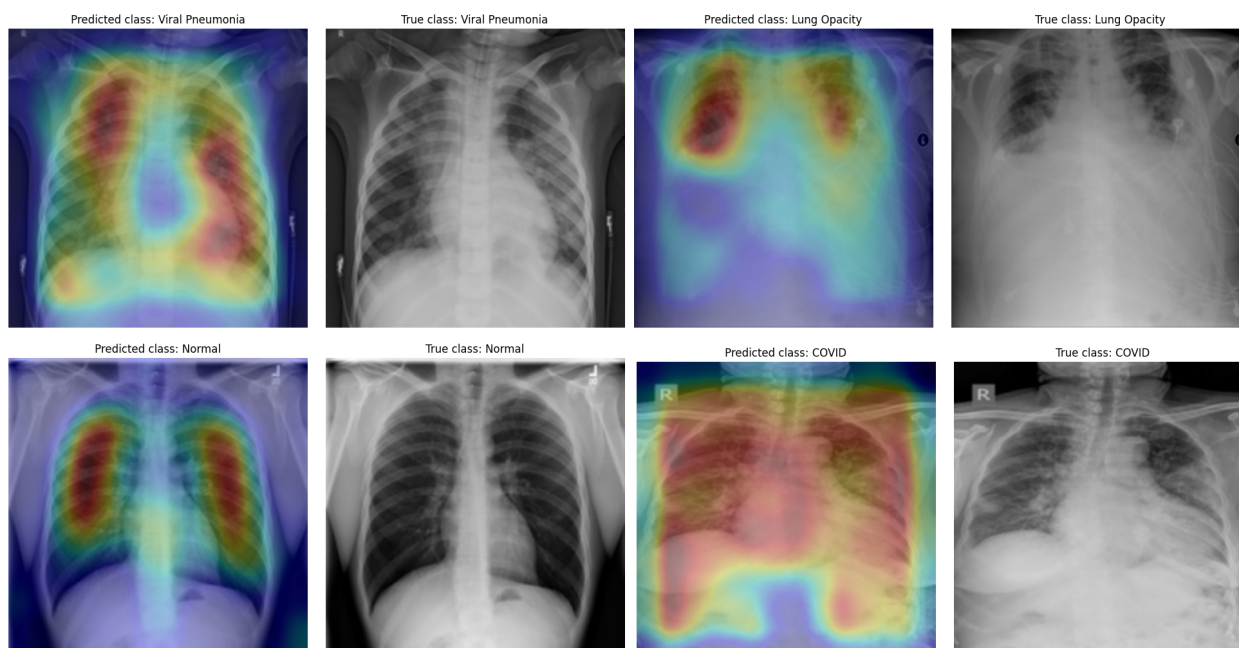 Predicted class: Viral Pneumonia
True class: Viral Pneumonia
Predicted class: Lung Opacity
True class: Lung Opacity
R
R
Predicted class: Normal
True class: Normal
Predicted class: COVID
True class: COVID
L
L
R
R